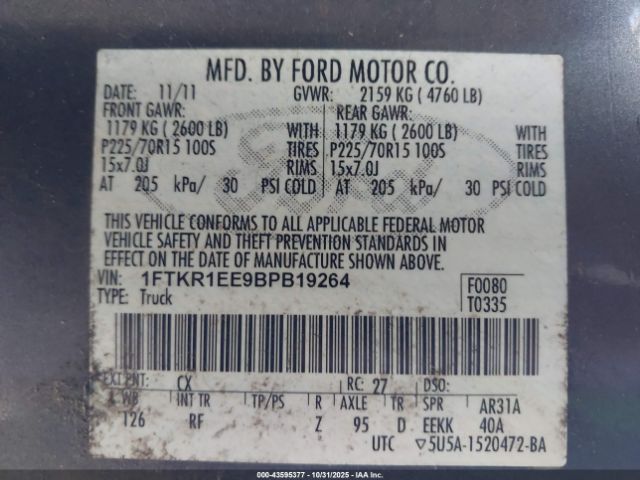 MFD. BY FORD MOTOR CO.
DATE: 11/11 GVWR: 2159 KG ( 4760 LB)
FRONT GAWR: REAR GAWR:
1179 KG ( 2600 LB) WITH 1179 KG ( 2600 LB) WITH
P225/70R15 100S TIRES P225/70R15 100S TIRES
15x7.0J RIMS 15x7.0J RIMS
AT 205 kPa/ 30 PSI COLD AT 205 kPa/ 30 PSI COLD
THIS VEHICLE CONFORMS TO ALL APPLICABLE FEDERAL MOTOR
VEHICLE SAFETY AND THEFT PREVENTION STANDARDS IN
EFFECT ON THE DATE OF MANUFACTURE SHOWN ABOVE.
VIN: 1FTKR1EE9BPB19264 F0080
TYPE: Truck T0335
EXT PNT: CX RC: 27 DSO:
WB INT TR TP/PS R AXLE TR SPR AR31A
126 RF Z 95 D EEKK 40A
UTC ▽5U5A-1520472-BA
000-43595377 - 10/31/2025 - IAAI.com